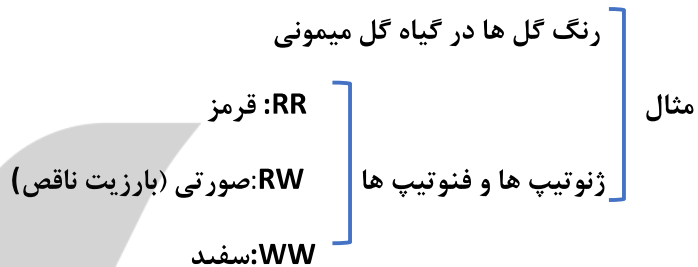 رنگ گل ها در گیاه گل میمونی
مثال
RR: قرمز
ژنوتیپ ها و فنوتیپ ها
RW:صورتی (بارزیت ناقص)
WW:سفید